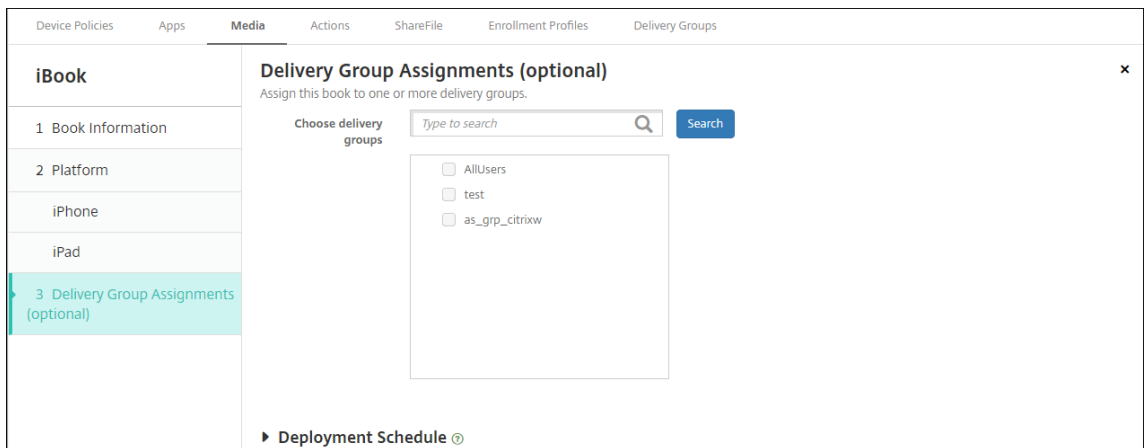 Device Policies Apps Media Actions ShareFile Enrollment Profiles Delivery Groups
iBook
1 Book Information
2 Platform
iPhone
iPad
3 Delivery Group Assignments
(optional)
Delivery Group Assignments (optional)
Assign this book to one or more delivery groups.
Choose delivery
groups
Type to search
Search
AllUsers
test
as_grp_citrixw
Deployment Schedule